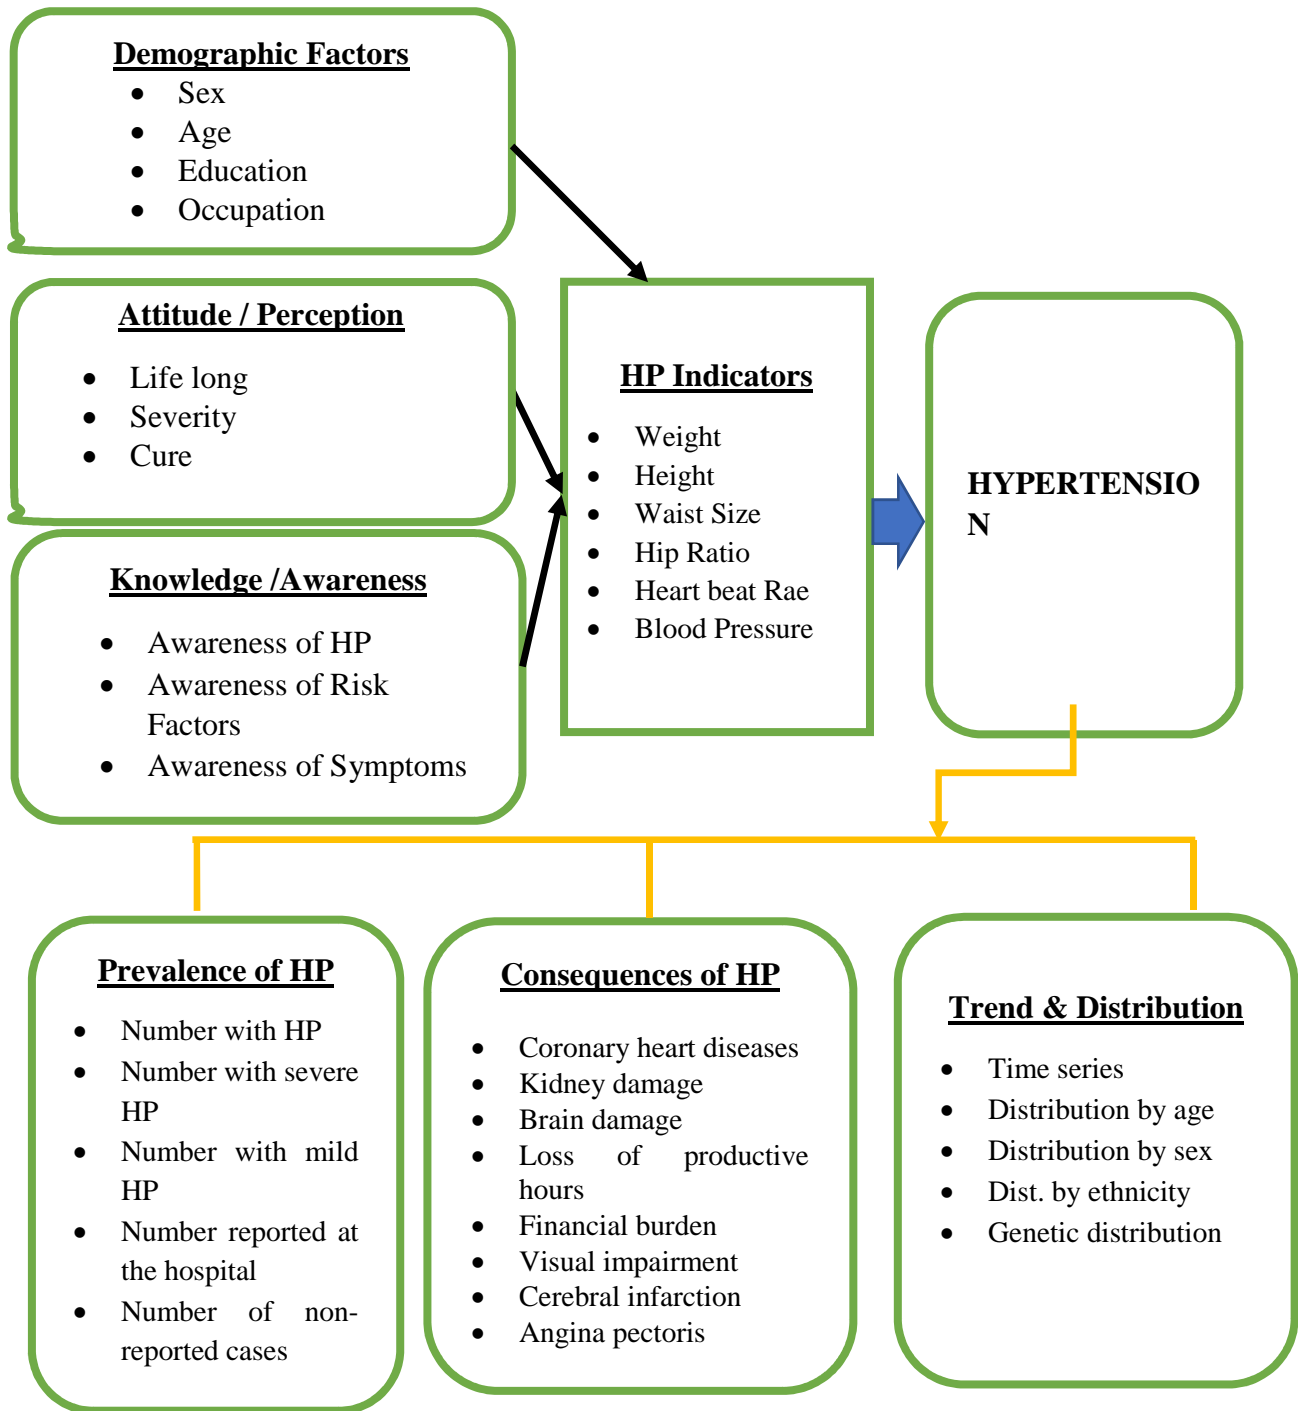 Demographic Factors
• Sex
• Age
• Education
• Occupation
Attitude / Perception
• Life long
• Severity
• Cure
Knowledge /Awareness
• Awareness of HP
• Awareness of Risk
Factors
• Awareness of Symptoms
HP Indicators
• Weight
• Height
• Waist Size
• Hip Ratio
• Heart beat Rae
• Blood Pressure
HYPERTENSIO
N
Prevalence of HP
• Number with HP
• Number with severe
HP
• Number with mild
HP
• Number reported at
the hospital
• Number of non-
reported cases
Consequences of HP
• Coronary heart diseases
• Kidney damage
• Brain damage
• Loss of productive
hours
• Financial burden
• Visual impairment
• Cerebral infarction
• Angina pectoris
Trend & Distribution
• Time series
• Distribution by age
• Distribution by sex
• Dist. by ethnicity
• Genetic distribution